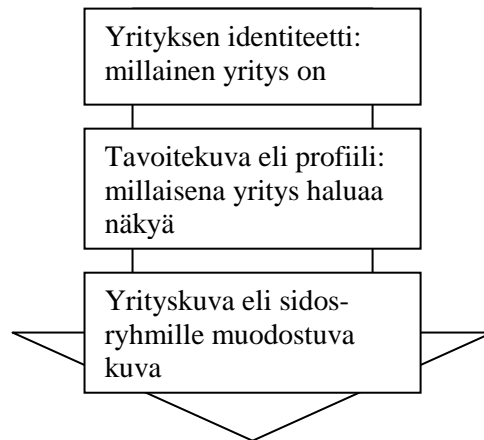 Yrityksen identiteetti:
millainen yritys on
Tavoitekuva eli profiili:
millaisena yritys haluaa
näkyä
Yrityskuva eli sidos-
ryhmille muodostuva
kuva